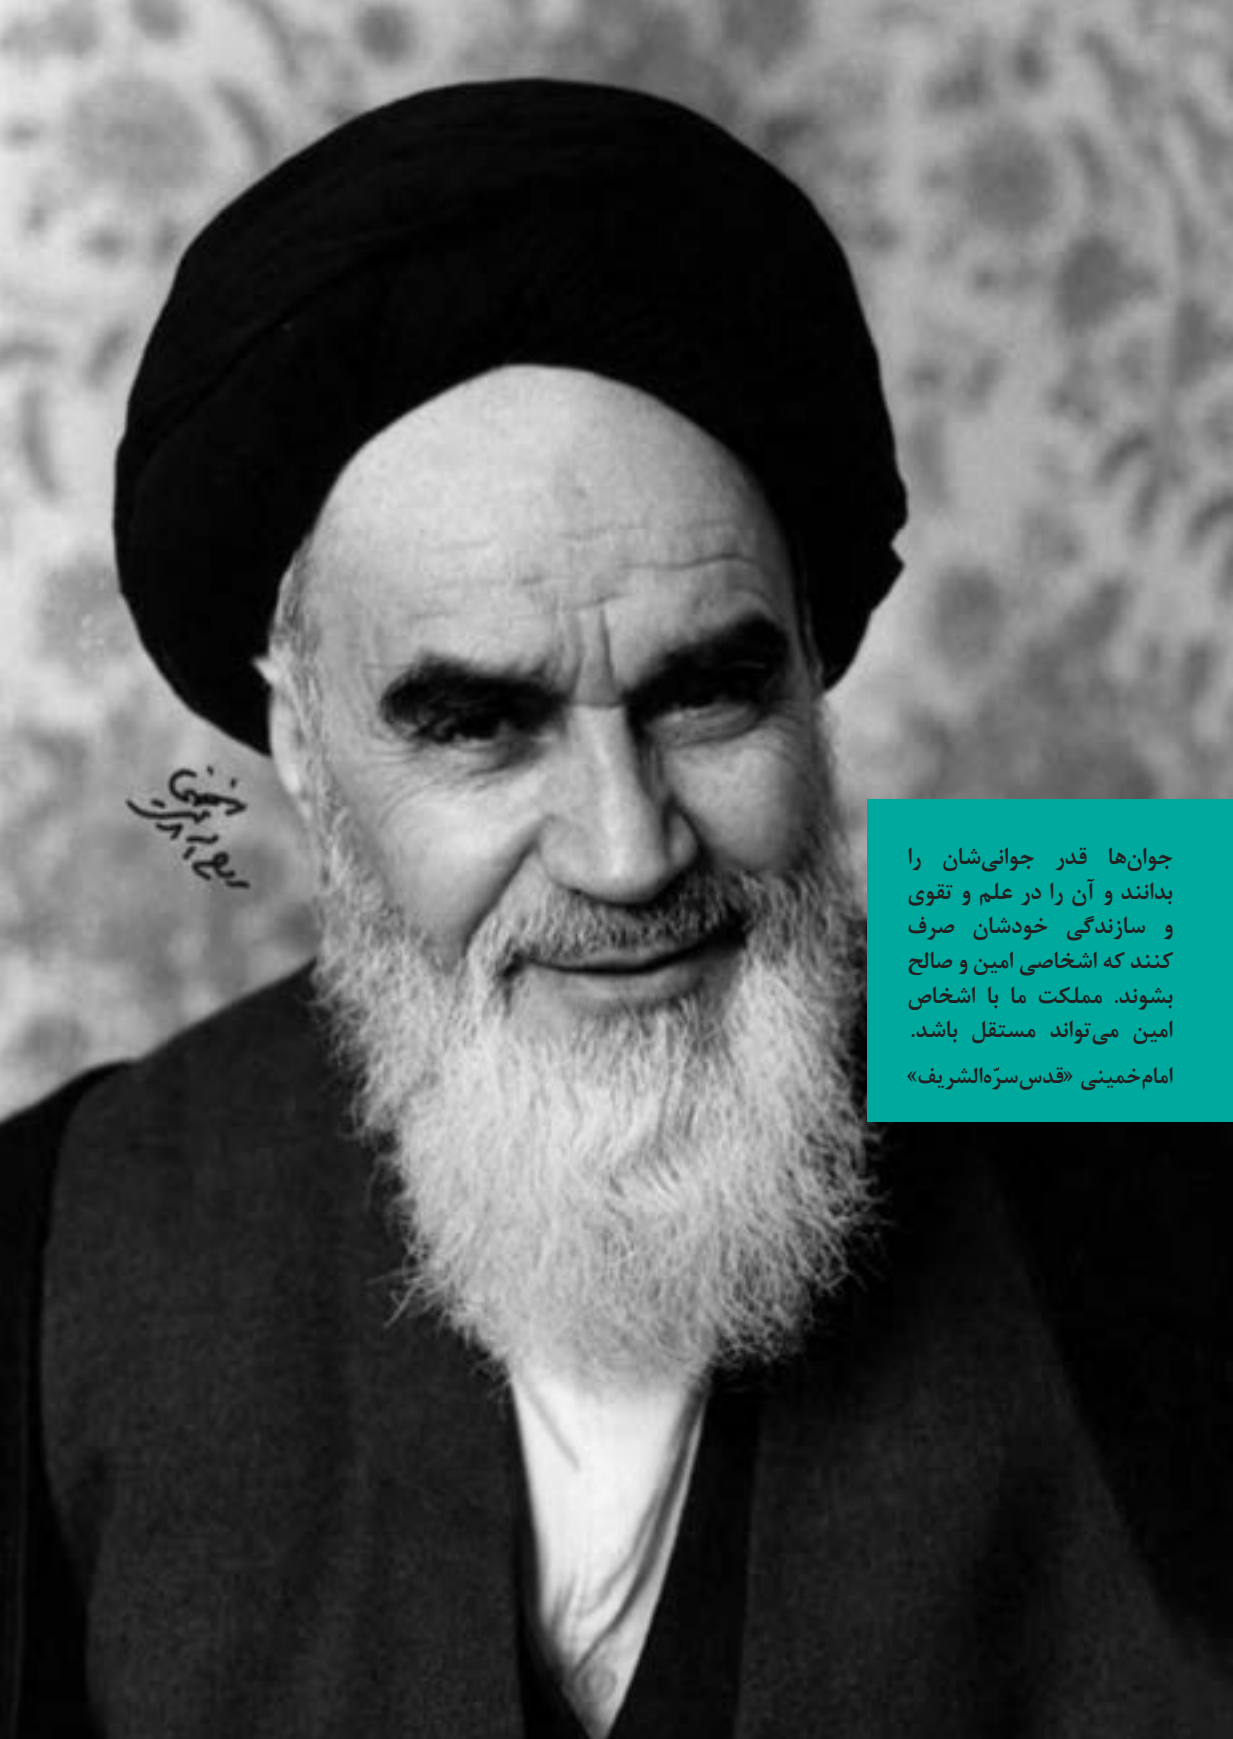 جوان‌ها قدر جوانی‌شان را
بدانند و آن را در علم و تقوی
و سازندگی خودشان صرف
کنند که اشخاصی امین و صالح
بشوند. مملکت ما با اشخاص
امین می‌تواند مستقل باشد.
امام‌خمینی «قدس‌سرّه‌الشریف»